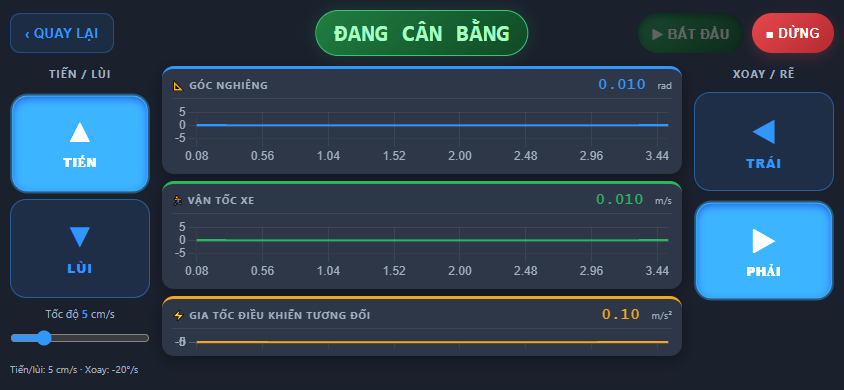 ‹ QUAY LẠI
ĐANG CÂN BẰNG
▶ BẮT ĐẦU
■ DỪNG
TIẾN / LÙI
▲
TIẾN
▼
LÙI
Tốc độ 5 cm/s
Tiến/lùi: 5 cm/s · Xoay: -20°/s
📐 GÓC NGHIÊNG
0.010 rad
5
0
-5
0.08 0.56 1.04 1.52 2.00 2.48 2.96 3.44
VẬN TỐC XE
0.010 m/s
5
0
-5
0.08 0.56 1.04 1.52 2.00 2.48 2.96 3.44
⚡ GIA TỐC ĐIỀU KHIỂN TƯƠNG ĐỐI
0.10 m/s²
XOAY / RẼ
◀
TRÁI
▶
PHẢI